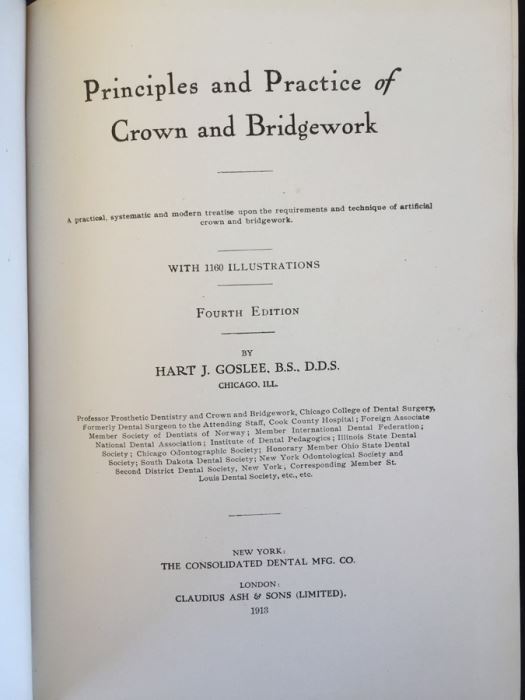 Principles and Practice of
Crown and Bridgework
A practical, systematic and modern treatise upon the requirements and technique of artificial
crown and bridgework.
WITH 1160 ILLUSTRATIONS
FOURTH EDITION
BY
HART J. GOSLEE, B.S., D.D.S.
CHICAGO, ILL.
Professor Prosthetic Dentistry and Crown and Bridgework, Chicago College of Dental Surgery,
Formerly Dental Surgeon to the Attending Staff, Cook County Hospital; Foreign Associate
Member Society of Dentists of Norway; Member International Dental Federation;
National Dental Association; Institute of Dental Pedagogics; Illinois State Dental
Society; Chicago Odontographic Society; Honorary Member Ohio State Dental
Society; South Dakota Dental Society; New York Odontological Society and
Second District Dental Society, New York, Corresponding Member St.
Louis Dental Society, etc., etc.
NEW YORK:
THE CONSOLIDATED DENTAL MFG. CO.
LONDON:
CLAUDIUS ASH & SONS (LIMITED).
1913